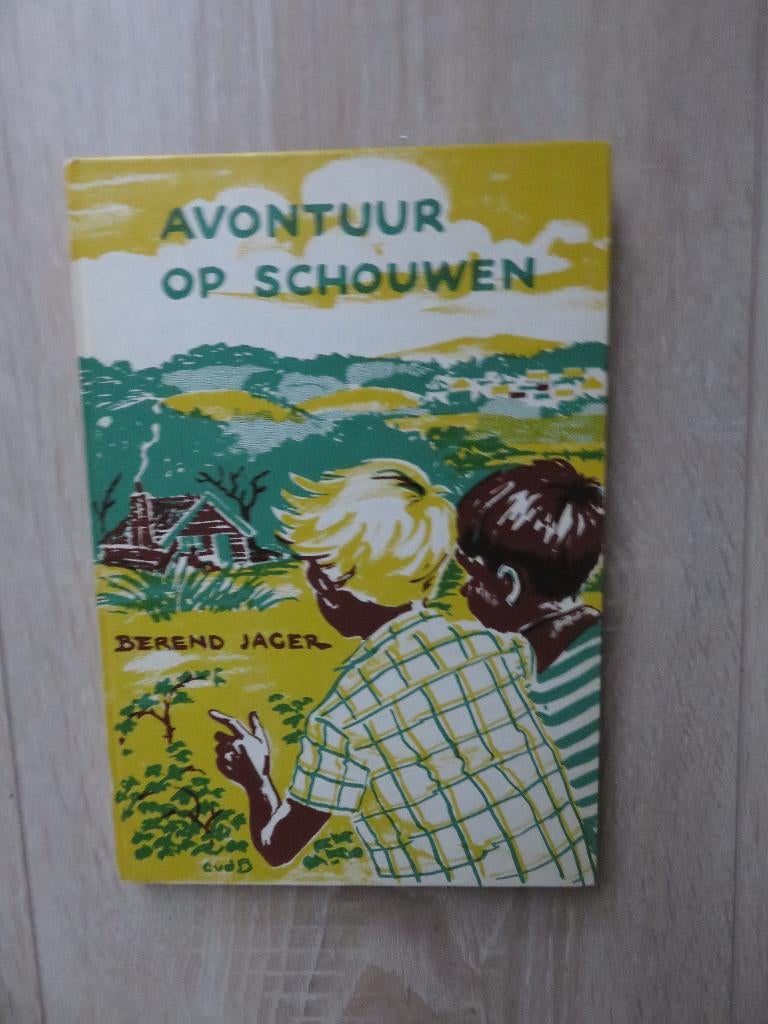 AVONTUUR
OP SCHOUWEN
BEREND JAGER
CvdB